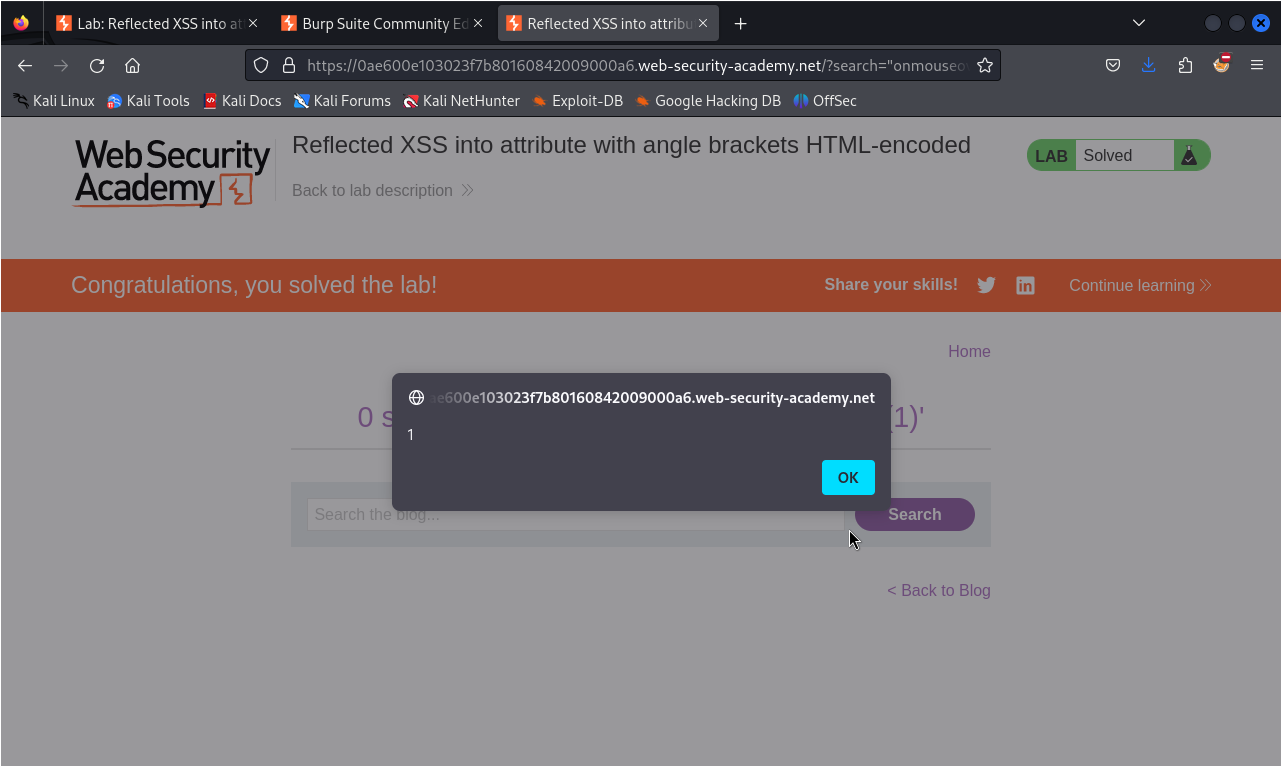 Lab: Reflected XSS into at
Burp Suite Community Ed
Reflected XSS into attribu
https://0ae600e103023f7b80160842009000a6.web-security-academy.net/?search="onmouseo
Kali Linux Kali Tools Kali Docs Kali Forums Kali NetHunter Exploit-DB Google Hacking DB OffSec
WebSecurity
Academy
Reflected XSS into attribute with angle brackets HTML-encoded
Back to lab description
LAB Solved
Congratulations, you solved the lab!
Share your skills!
Continue learning
Home
e600e103023f7b80160842009000a6.web-security-academy.net
0 s (1)'
1
OK
Search the blog...
Search
< Back to Blog